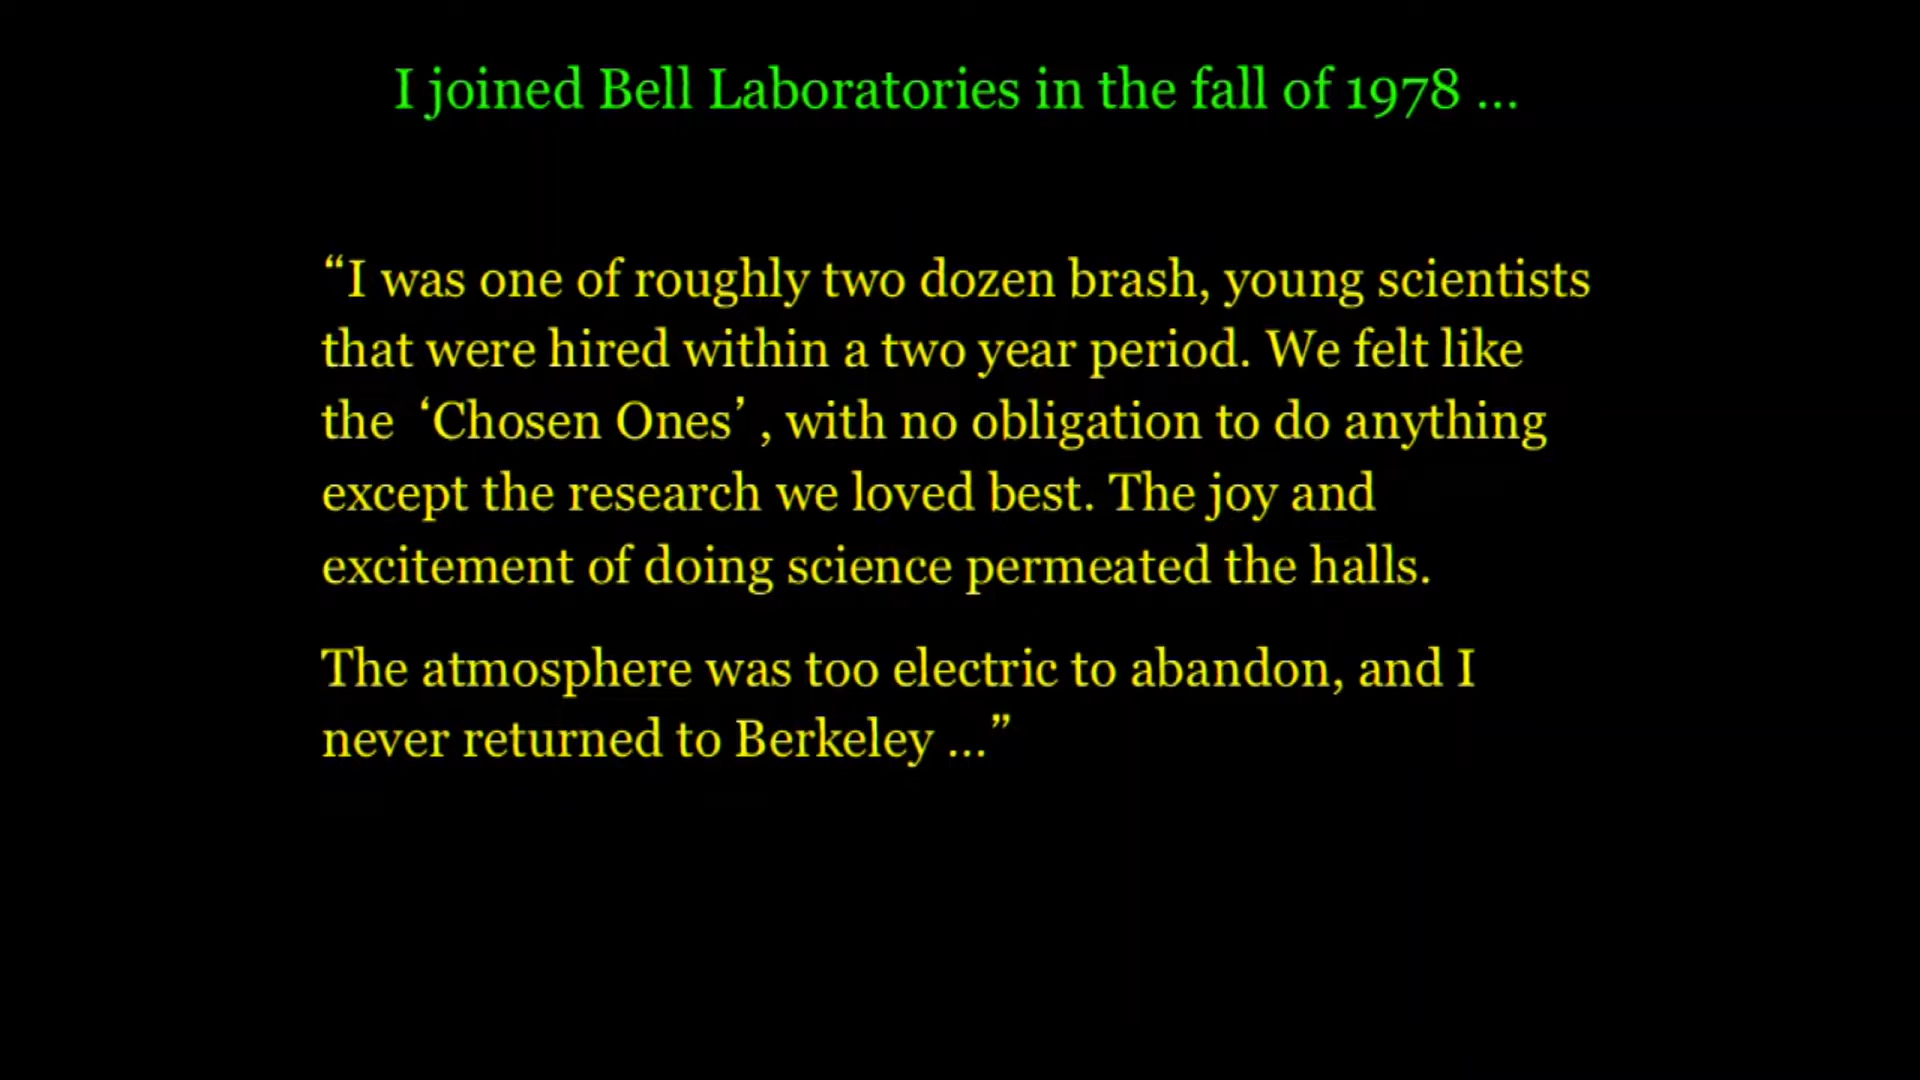 I joined Bell Laboratories in the fall of 1978 ...
“I was one of roughly two dozen brash, young scientists
that were hired within a two year period. We felt like
the ‘Chosen Ones’ , with no obligation to do anything
except the research we loved best. The joy and
excitement of doing science permeated the halls.
The atmosphere was too electric to abandon, and I
never returned to Berkeley ...”